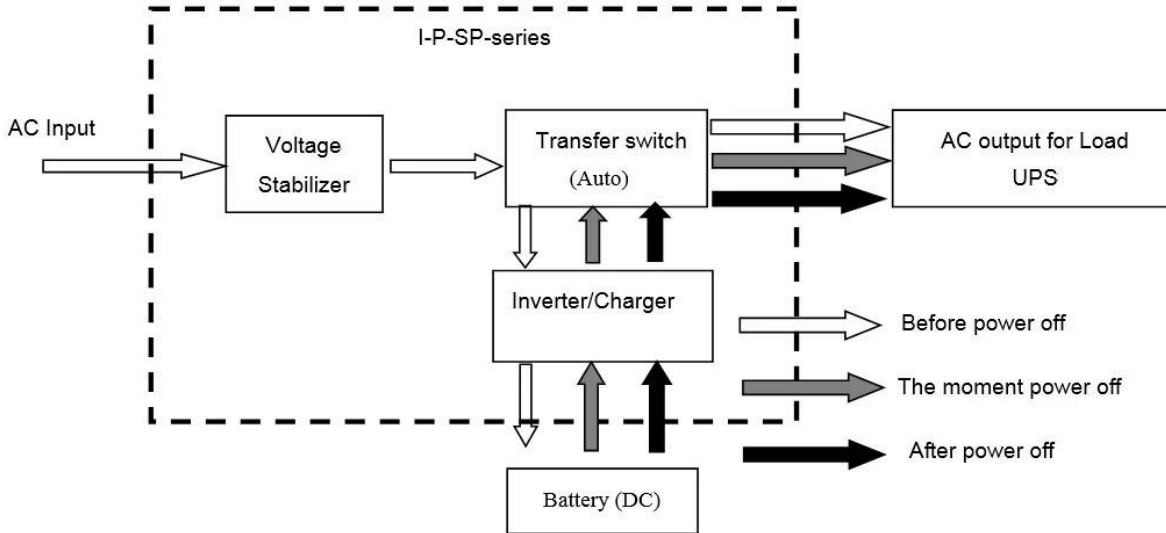 I-P-SP-series
AC Input
Voltage
Stabilizer
Transfer switch
(Auto)
AC output for Load
UPS
Inverter/Charger
Before power off
The moment power off
After power off
Battery (DC)